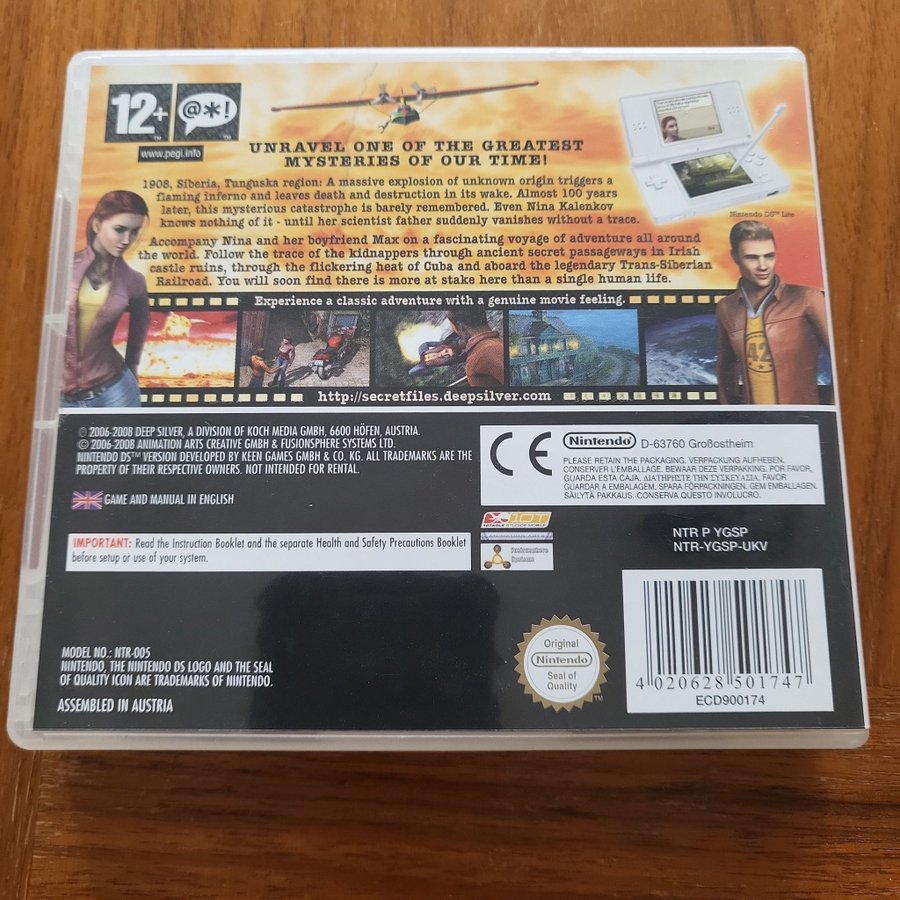 12+
@*!
www.pegi.info
UNRAVEL ONE OF THE GREATEST
MYSTERIES OF OUR TIME!
Nintendo DS™ Lite
1908, Siberia, Tunguska region: A massive explosion of unknown origin triggers a
flaming inferno and leaves death and destruction in its wake. Almost 100 years
later, this mysterious catastrophe is barely remembered. Even Nina Kalenkov
knows nothing of it - until her scientist father suddenly vanishes without a trace.
Accompany Nina and her boyfriend Max on a fascinating voyage of adventure all around
the world. Follow the trace of the kidnappers through ancient secret passageways in Irish
castle ruins, through the flickering heat of Cuba and aboard the legendary Trans-Siberian
Railroad. You will soon find there is more at stake here than a single human life.
Experience a classic adventure with a genuine movie feeling.
42
http://secretfiles.deepsilver.com
© 2006-2008 DEEP SILVER, A DIVISION OF KOCH MEDIA GMBH, 6600 HÖFEN, AUSTRIA.
© 2006-2008 ANIMATION ARTS CREATIVE GMBH & FUSIONSPHERE SYSTEMS LTD.
NINTENDO DS™ VERSION DEVELOPED BY KEEN GAMES GMBH & CO. KG. ALL TRADEMARKS ARE THE
PROPERTY OF THEIR RESPECTIVE OWNERS. NOT INTENDED FOR RENTAL.
CE Nintendo D-63760 Großostheim
PLEASE RETAIN THE PACKAGING. VERPACKUNG AUFHEBEN.
CONSERVER L'EMBALLAGE. BEWAAR DEZE VERPAKKING. POR FAVOR,
GUARDA ESTA CAJA. ΔΙΑΤΗΡΗΣΤΕ ΤΗΝ ΣΥΣΚΕΥΑΣΙΑ. FAVOR
GUARDAR A EMBALAGEM. SPARA FÖRPACKNINGEN. GEM EMBALLAGEN.
SÄILYTÄ PAKKAUS. CONSERVA QUESTO INVOLUCRO.
GAME AND MANUAL IN ENGLISH
IMPORTANT: Read the Instruction Booklet and the separate Health and Safety Precautions Booklet
before setup or use of your system.
10TACLE STUDIOS MOBILE
Fusionsphere
Systems
NTR P YGSP
NTR-YGSP-UKV
MODEL NO.: NTR-005
NINTENDO, THE NINTENDO DS LOGO AND THE SEAL
OF QUALITY ICON ARE TRADEMARKS OF NINTENDO.
ASSEMBLED IN AUSTRIA
Original
Nintendo
Seal of
Quality
TM
4 020628 501747
ECD900174